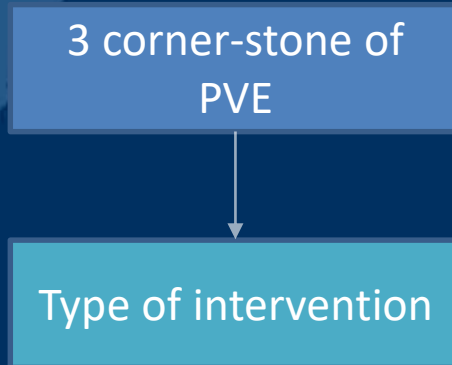 3 corner-stone of
PVE
Type of intervention